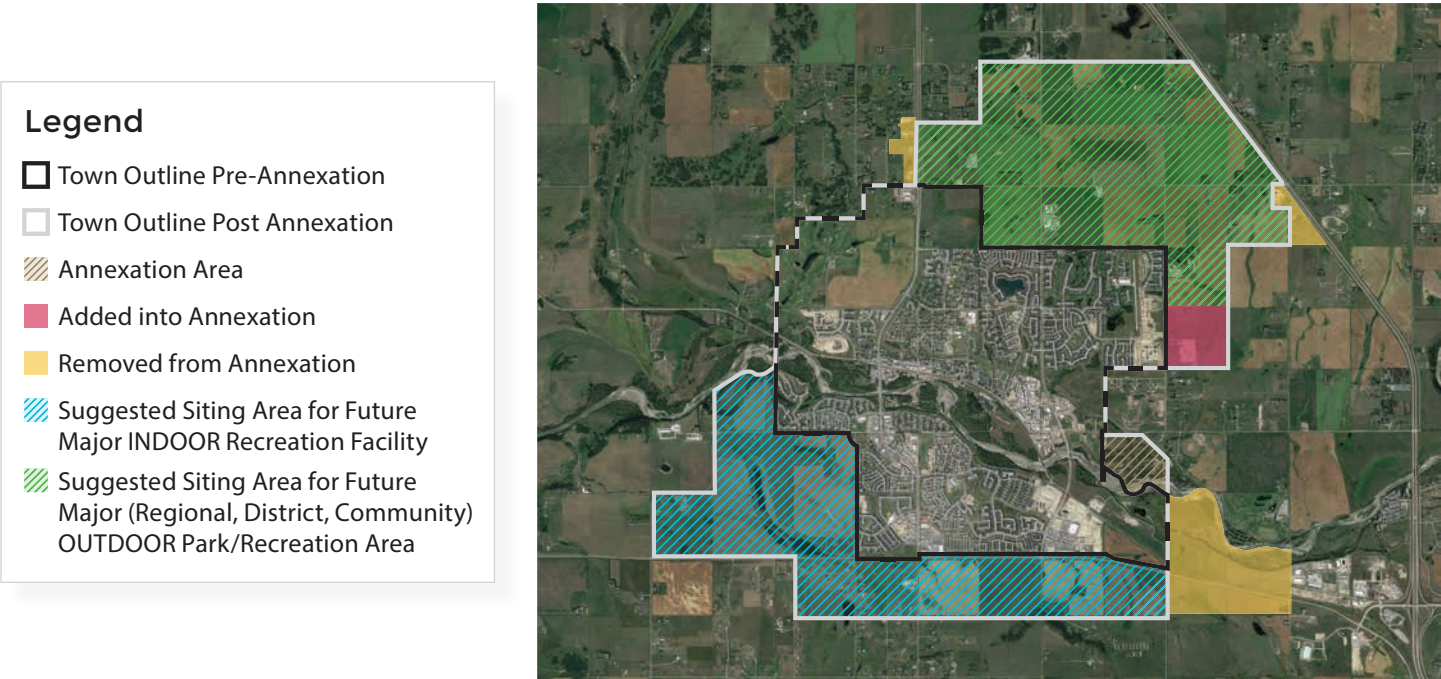 Legend
Town Outline Pre-Annexation
Town Outline Post Annexation
Annexation Area
Added into Annexation
Removed from Annexation
Suggested Siting Area for Future
Major INDOOR Recreation Facility
Suggested Siting Area for Future
Major (Regional, District, Community)
OUTDOOR Park/Recreation Area